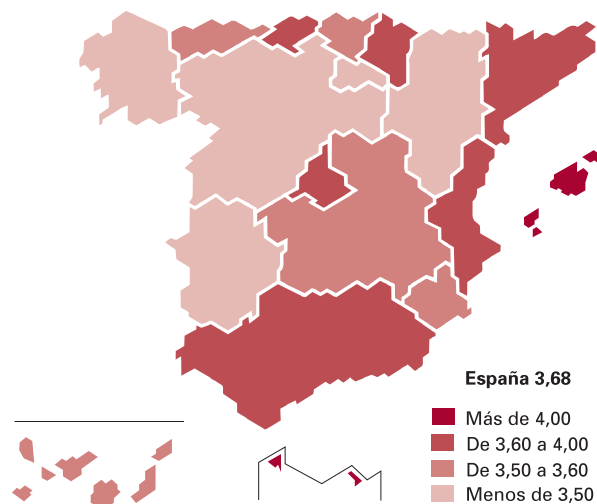 España 3,68
Más de 4,00
De 3,60 a 4,00
De 3,50 a 3,60
Menos de 3,50